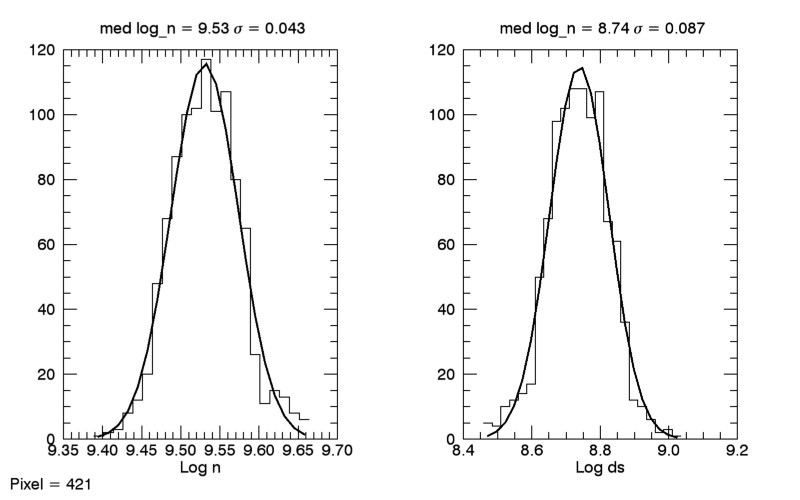 med log_n = 9.53 σ = 0.043
med log_n = 8.74 σ = 0.087
120
100
80
60
40
20
0
9.35 9.40 9.45 9.50 9.55 9.60 9.65 9.70
Log n
120
100
80
60
40
20
0
8.4 8.6 8.8 9.0 9.2
Log ds
Pixel = 421